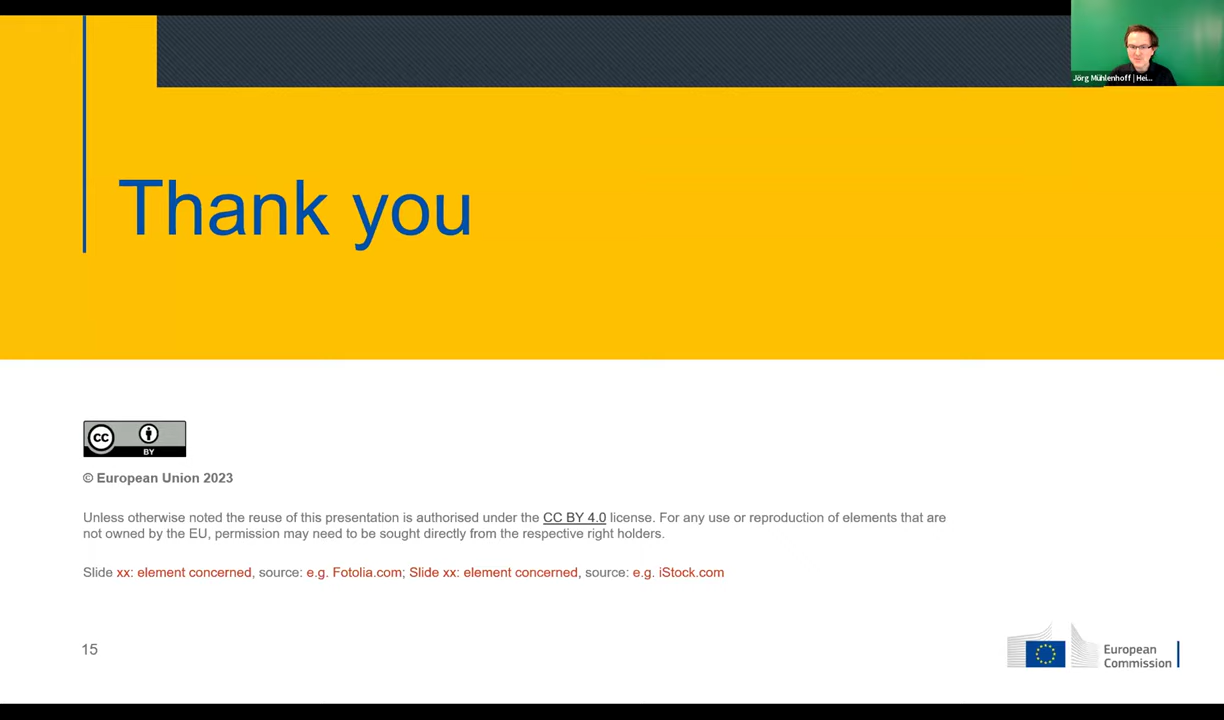 Jörg Mühlenhoff | Hei...
Thank you
cc
BY
© European Union 2023
Unless otherwise noted the reuse of this presentation is authorised under the CC BY 4.0 license. For any use or reproduction of elements that are
not owned by the EU, permission may need to be sought directly from the respective right holders.
Slide xx: element concerned, source: e.g. Fotolia.com; Slide xx: element concerned, source: e.g. iStock.com
15
European
Commission